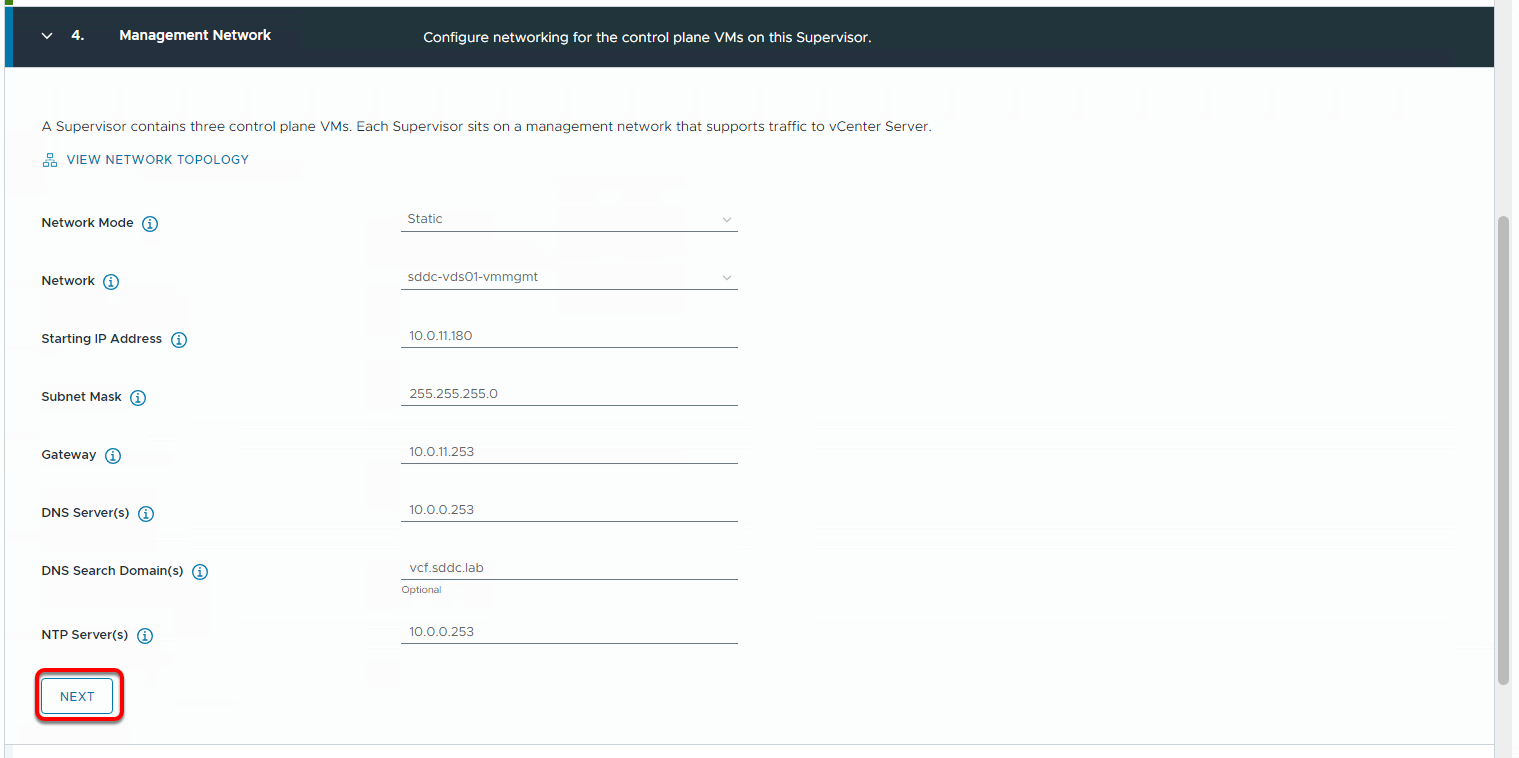 4. Management Network Configure networking for the control plane VMs on this Supervisor.
A Supervisor contains three control plane VMs. Each Supervisor sits on a management network that supports traffic to vCenter Server.
VIEW NETWORK TOPOLOGY
Network Mode Static
Network sddc-vds01-vmmgmt
Starting IP Address 10.0.11.180
Subnet Mask 255.255.255.0
Gateway 10.0.11.253
DNS Server(s) 10.0.0.253
DNS Search Domain(s) vcf.sddc.lab
Optional
NTP Server(s) 10.0.0.253
NEXT